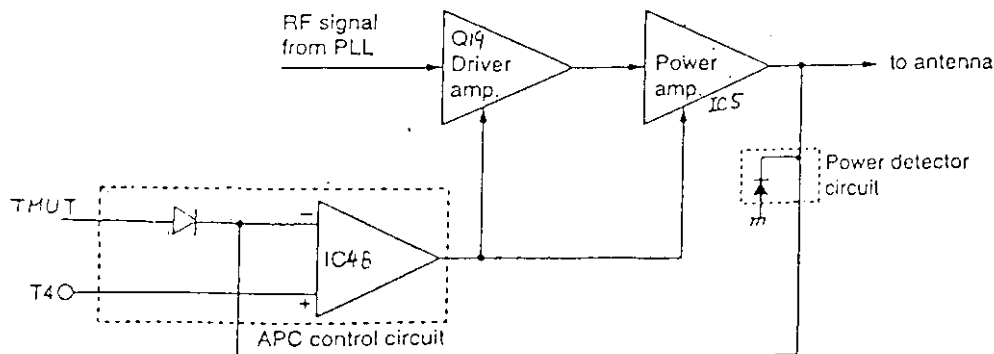 RF signal
from PLL
Q19
Driver
amp.
Power
amp.
IC5
to antenna
Power detector
circuit
TMUT
−
IC4B
T4
+
APC control circuit